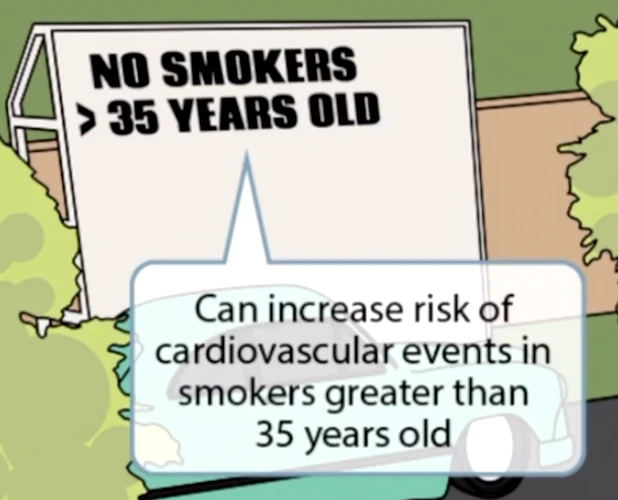 NO SMOKERS
> 35 YEARS OLD
Can increase risk of
cardiovascular events in
smokers greater than
35 years old